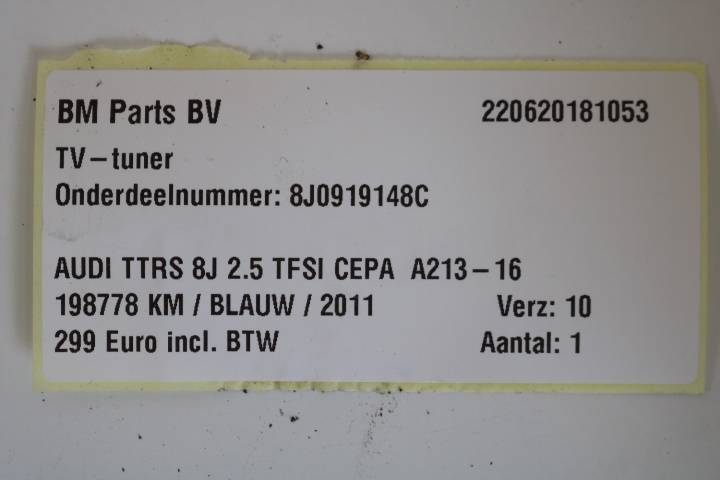 BM Parts BV 220620181053
TV-tuner
Onderdeelnummer: 8J0919148C
AUDI TTRS 8J 2.5 TFSI CEPA A213-16
198778 KM / BLAUW / 2011 Verz: 10
299 Euro incl. BTW Aantal: 1